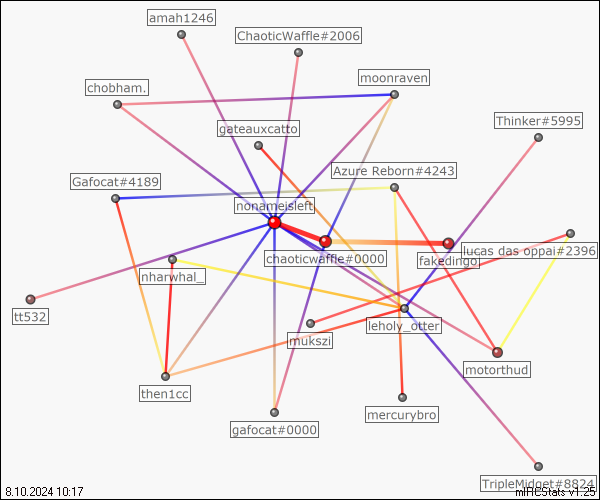 amah1246
ChaoticWaffle#2006
moonraven
chobham.
Thinker#5995
gateauxcatto
Azure Reborn#4243
Gafocat#4189
nonameisleft
lucas das oppai#2396
chaoticwaffle#0000
fakedingo
nharwhal_
tt532
leholy_otter
mukszi
motorthud
then1cc
mercurybro
gafocat#0000
TripleMidget#8824
8.10.2024 10:17
mIRCStats v1.25